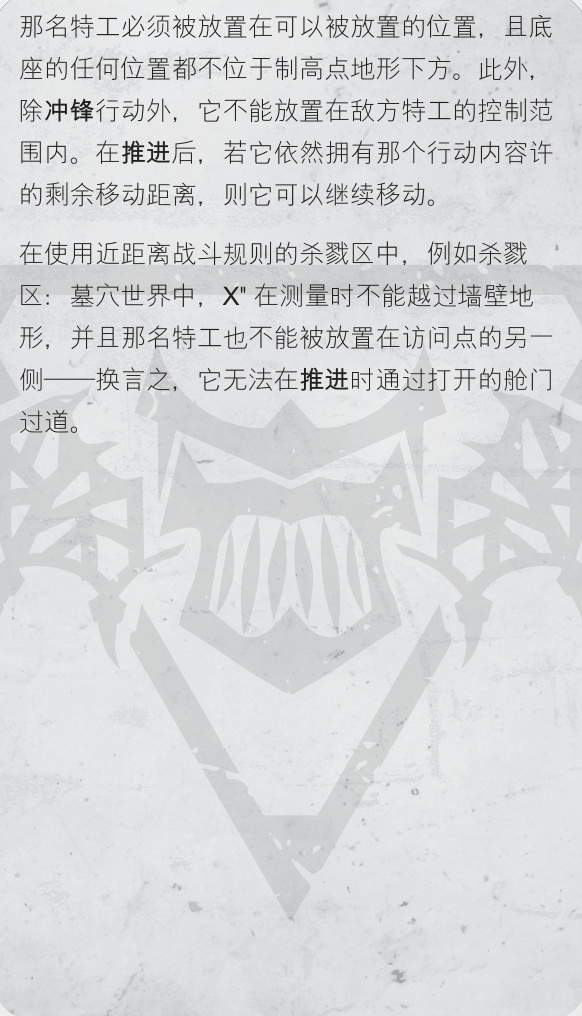 那名特工必须被放置在可以被放置的位置，且底
座的任何位置都不位于制高点地形下方。此外，
除冲锋行动外，它不能放置在敌方特工的控制范
围内。在推进后，若它依然拥有那个行动内容许
的剩余移动距离，则它可以继续移动。
在使用近距离战斗规则的杀戮区中，例如杀戮
区：墓穴世界中，X" 在测量时不能越过墙壁地
形，并且那名特工也不能被放置在访问点的另一
侧——换言之，它无法在推进时通过打开的舱门
过道。